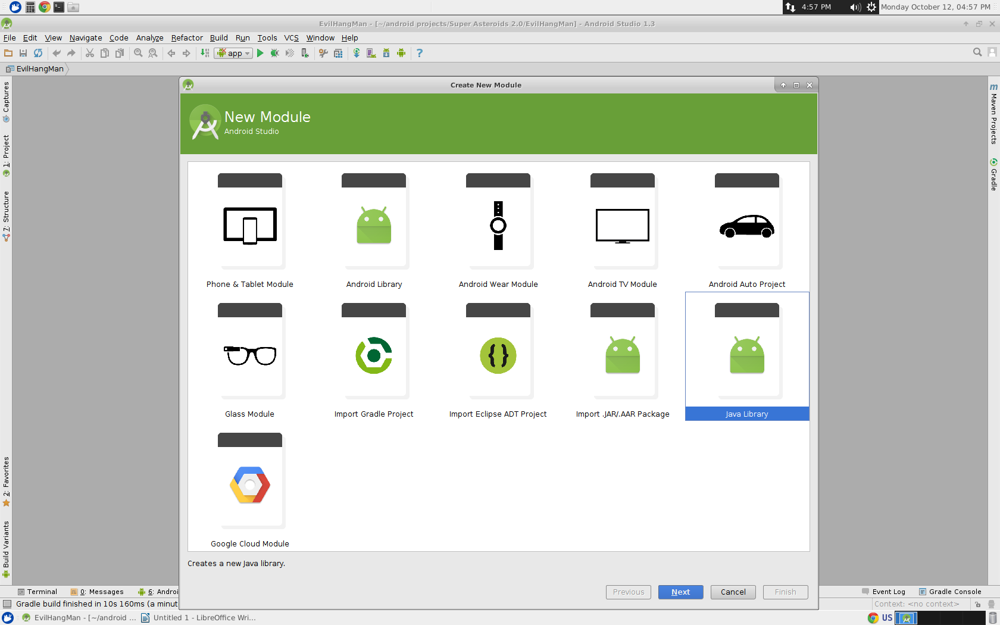 4:57 PM
Monday October 12, 04:57 PM
EvilHangMan - [~/android projects/Super Asteroids 2.0/EvilHangMan] - Android Studio 1.3
File Edit View Navigate Code Analyze Refactor Build Run Tools VCS Window Help
app
EvilHangMan
Captures
1: Project
7: Structure
2: Favorites
Build Variants
Maven Projects
Gradle
Create New Module
New Module
Android Studio
Phone & Tablet Module
Android Library
Android Wear Module
Android TV Module
Android Auto Project
Glass Module
Import Gradle Project
Import Eclipse ADT Project
Import .JAR/.AAR Package
Java Library
Google Cloud Module
Creates a new Java library.
Previous Next Cancel Finish
Terminal 0: Messages 6: Androi
Event Log Gradle Console
Gradle build finished in 10s 160ms (a minut
Context: <no context>
EvilHangMan - [~/android ... Untitled 1 - LibreOffice Wri... US